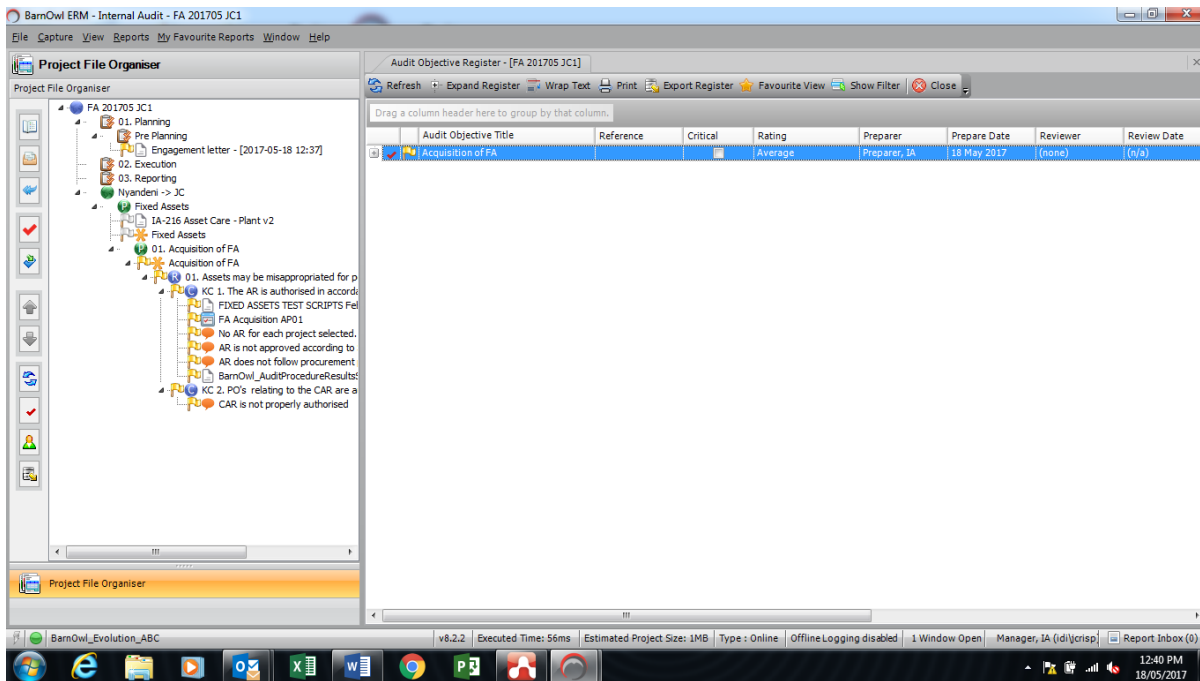 BarnOwl ERM - Internal Audit - FA 201705 JC1
File Capture View Reports My Favourite Reports Window Help
Project File Organiser
Project File Organiser
FA 201705 JC1
01. Planning
Pre Planning
Engagement letter - [2017-05-18 12:37]
02. Execution
03. Reporting
Nyandeni -> JC
Fixed Assets
IA-216 Asset Care - Plant v2
Fixed Assets
01. Acquisition of FA
Acquisition of FA
01. Assets may be misappropriated for p
KC 1. The AR is authorised in accorda
FIXED ASSETS TEST SCRIPTS Fel
FA Acquisition AP01
No AR for each project selected.
AR is not approved according to
AR does not follow procurement
BarnOwl_AuditProcedureResultsS
KC 2. PO's relating to the CAR are a
CAR is not properly authorised
Project File Organiser
Audit Objective Register - [FA 201705 JC1]
Refresh Expand Register Wrap Text Print Export Register Favourite View Show Filter Close
Drag a column header here to group by that column.
Audit Objective Title Reference Critical Rating Preparer Prepare Date Reviewer Review Date
Acquisition of FA Average Preparer, IA 18 May 2017 (none) (n/a)
BarnOwl_Evolution_ABC v8.2.2 Executed Time: 56ms Estimated Project Size: 1MB Type : Online OfflineLogging disabled 1 Window Open Manager, IA (idi\jcrisp) Report Inbox (0)
12:40 PM
18/05/2017